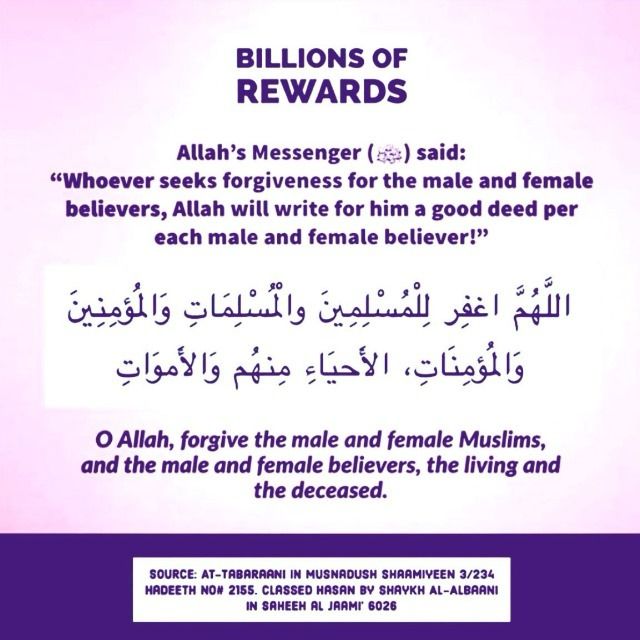 BILLIONS OF
REWARDS
Allah's Messenger (ﷺ) said:
"Whoever seeks forgiveness for the male and female
believers, Allah will write for him a good deed per
each male and female believer!"
اللَّهُمَّ اغفِر لِلْمُسْلِمِينَ والْمُسْلِمَاتِ وَالمُؤمِنِينَ
وَالمُؤمِنَاتِ، الأحيَاءِ مِنهُم وَالأَموَاتِ
O Allah, forgive the male and female Muslims,
and the male and female believers, the living and
the deceased.
SOURCE: AT-TABARAANI IN MUSNADUSH SHAAMIYEEN 3/234
HADEETH NO# 2155. CLASSED HASAN BY SHAYKH AL-ALBAANI
IN SAHEEH AL JAAMI' 6026